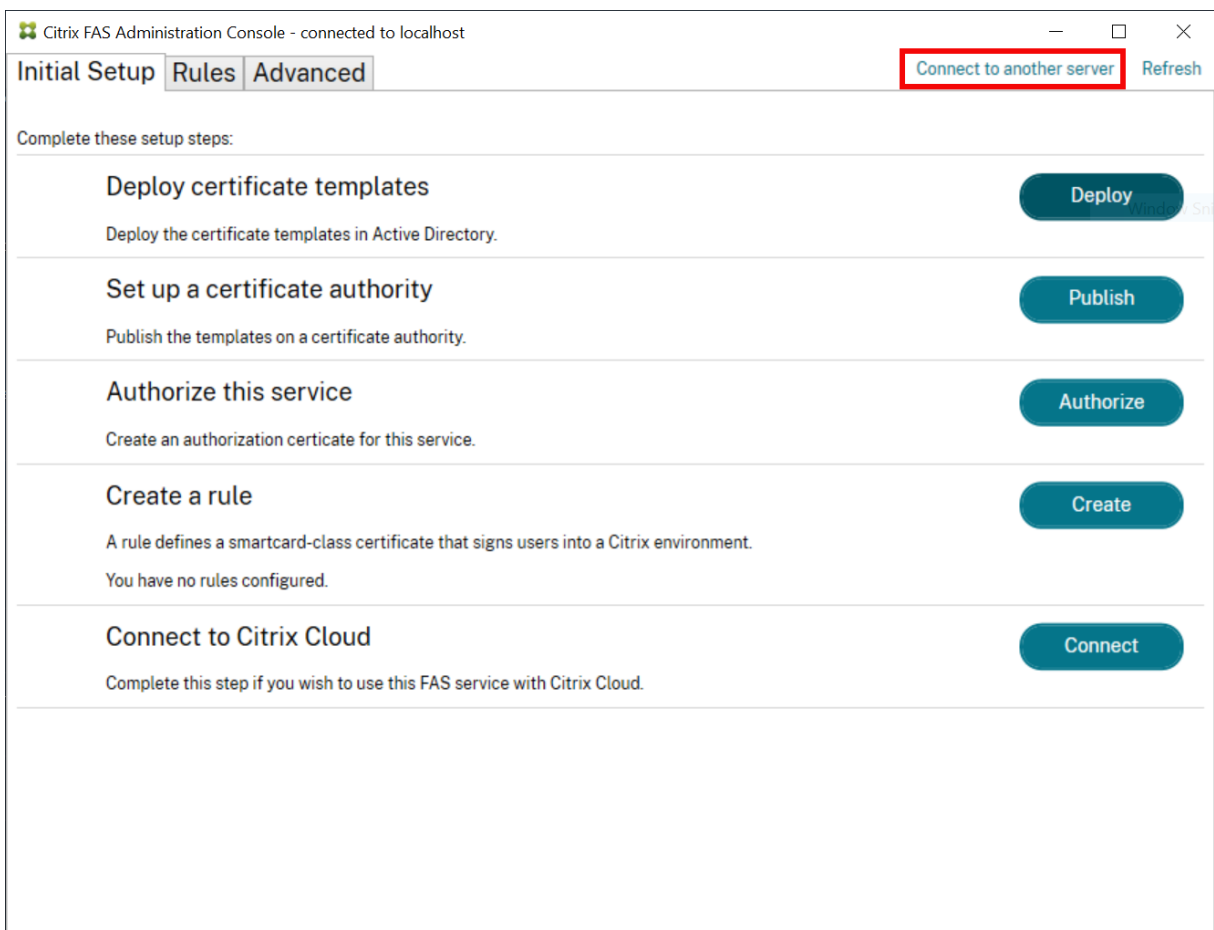 Citrix FAS Administration Console - connected to localhost
Initial Setup Rules Advanced Connect to another server Refresh
Complete these setup steps:
Deploy certificate templates
Deploy
Deploy the certificate templates in Active Directory.
Set up a certificate authority
Publish
Publish the templates on a certificate authority.
Authorize this service
Authorize
Create an authorization certicate for this service.
Create a rule
Create
A rule defines a smartcard-class certificate that signs users into a Citrix environment.
You have no rules configured.
Connect to Citrix Cloud
Connect
Complete this step if you wish to use this FAS service with Citrix Cloud.